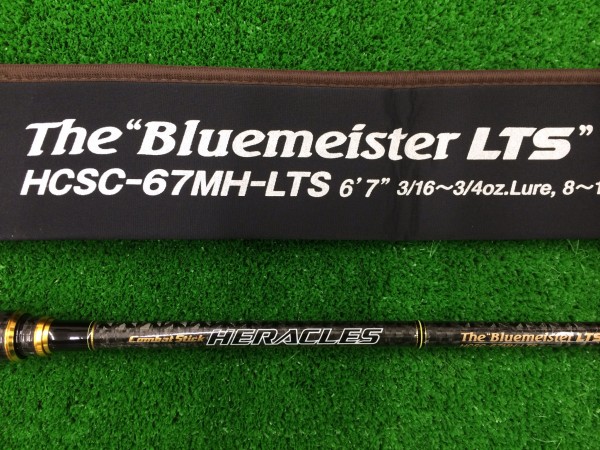 The "Bluemeister LTS"
HCSC-67MH-LTS 6'7" 3/16~3/4oz.Lure, 8~1
Combat Stick HERACLES The "Bluemeister LTS